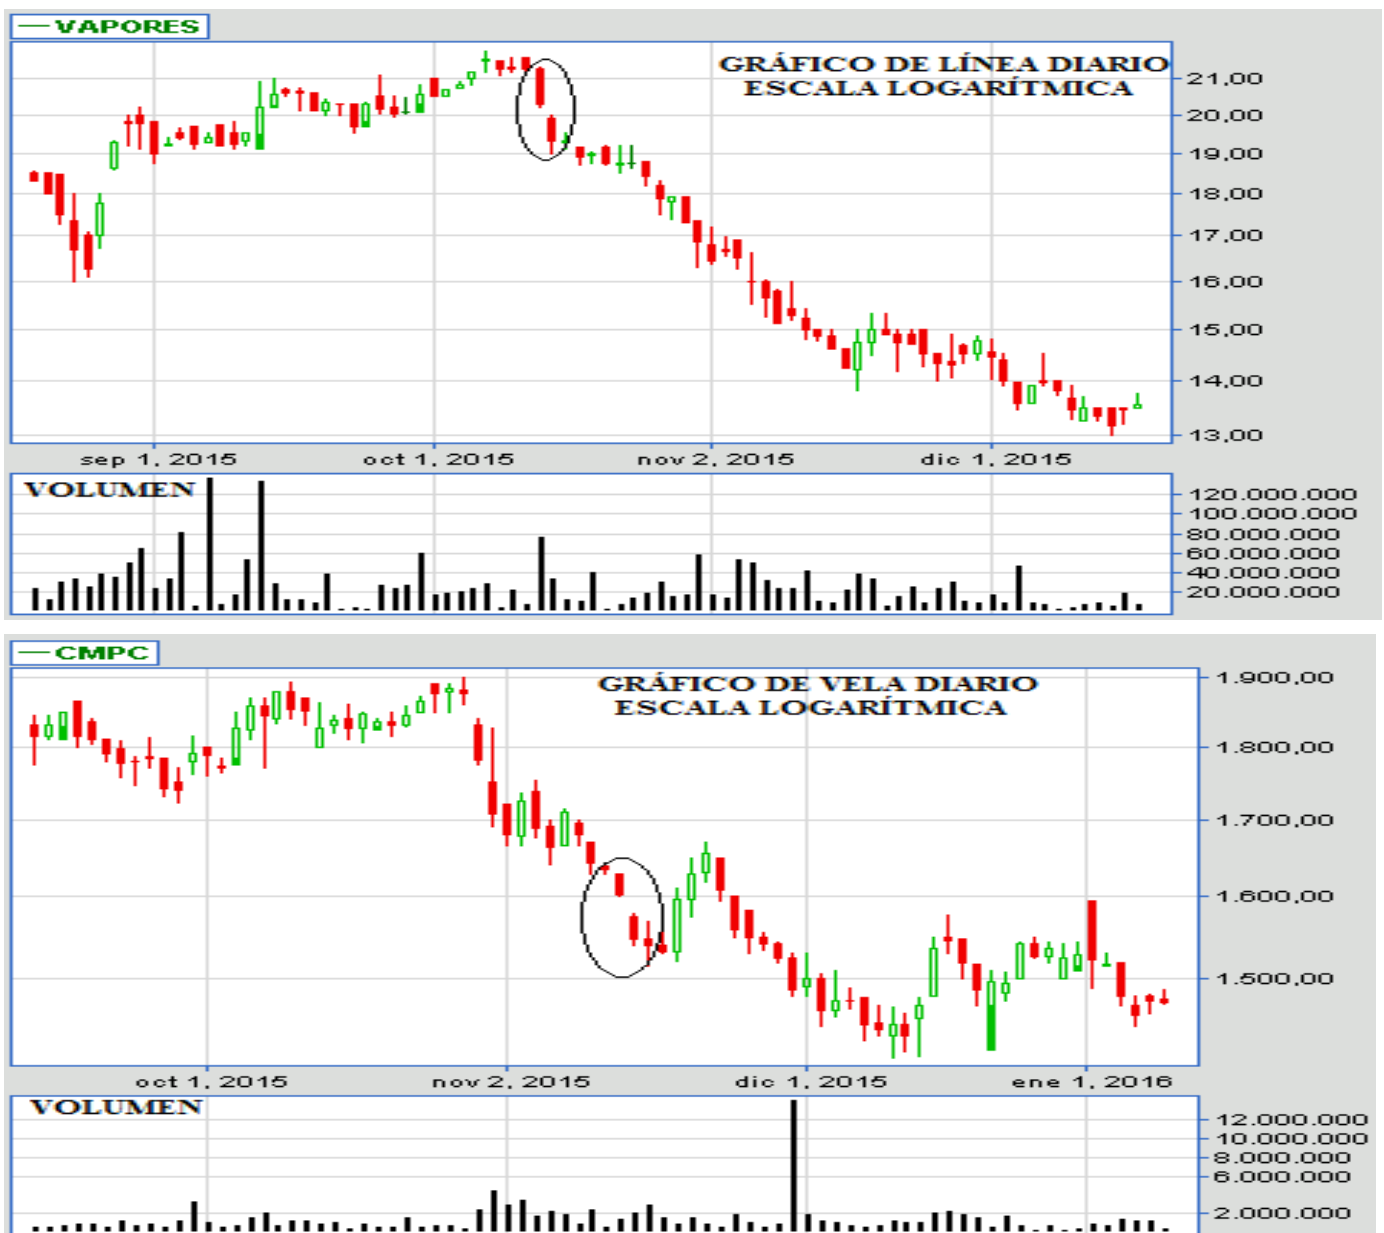 VAPORES
GRÁFICO DE LÍNEA DIARIO
ESCALA LOGARÍTMICA
21,00
20,00
19,00
18,00
17,00
16,00
15,00
14,00
13,00
sep 1, 2015 oct 1, 2015 nov 2, 2015 dic 1, 2015
VOLUMEN
120.000.000
100.000.000
80.000.000
60.000.000
40.000.000
20.000.000
CMPC
GRÁFICO DE VELA DIARIO
ESCALA LOGARÍTMICA
1.900,00
1.800,00
1.700,00
1.600,00
1.500,00
oct 1, 2015 nov 2, 2015 dic 1, 2015 ene 1, 2016
VOLUMEN
12.000.000
10.000.000
8.000.000
6.000.000
2.000.000